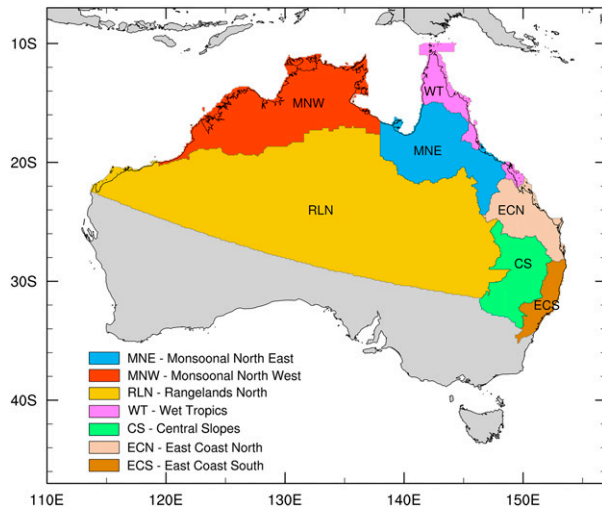 10S
20S
30S
40S
MNW
WT
MNE
RLN
ECN
CS
ECS
MNE - Monsoonal North East
MNW - Monsoonal North West
RLN - Rangelands North
WT - Wet Tropics
CS - Central Slopes
ECN - East Coast North
ECS - East Coast South
110E 120E 130E 140E 150E